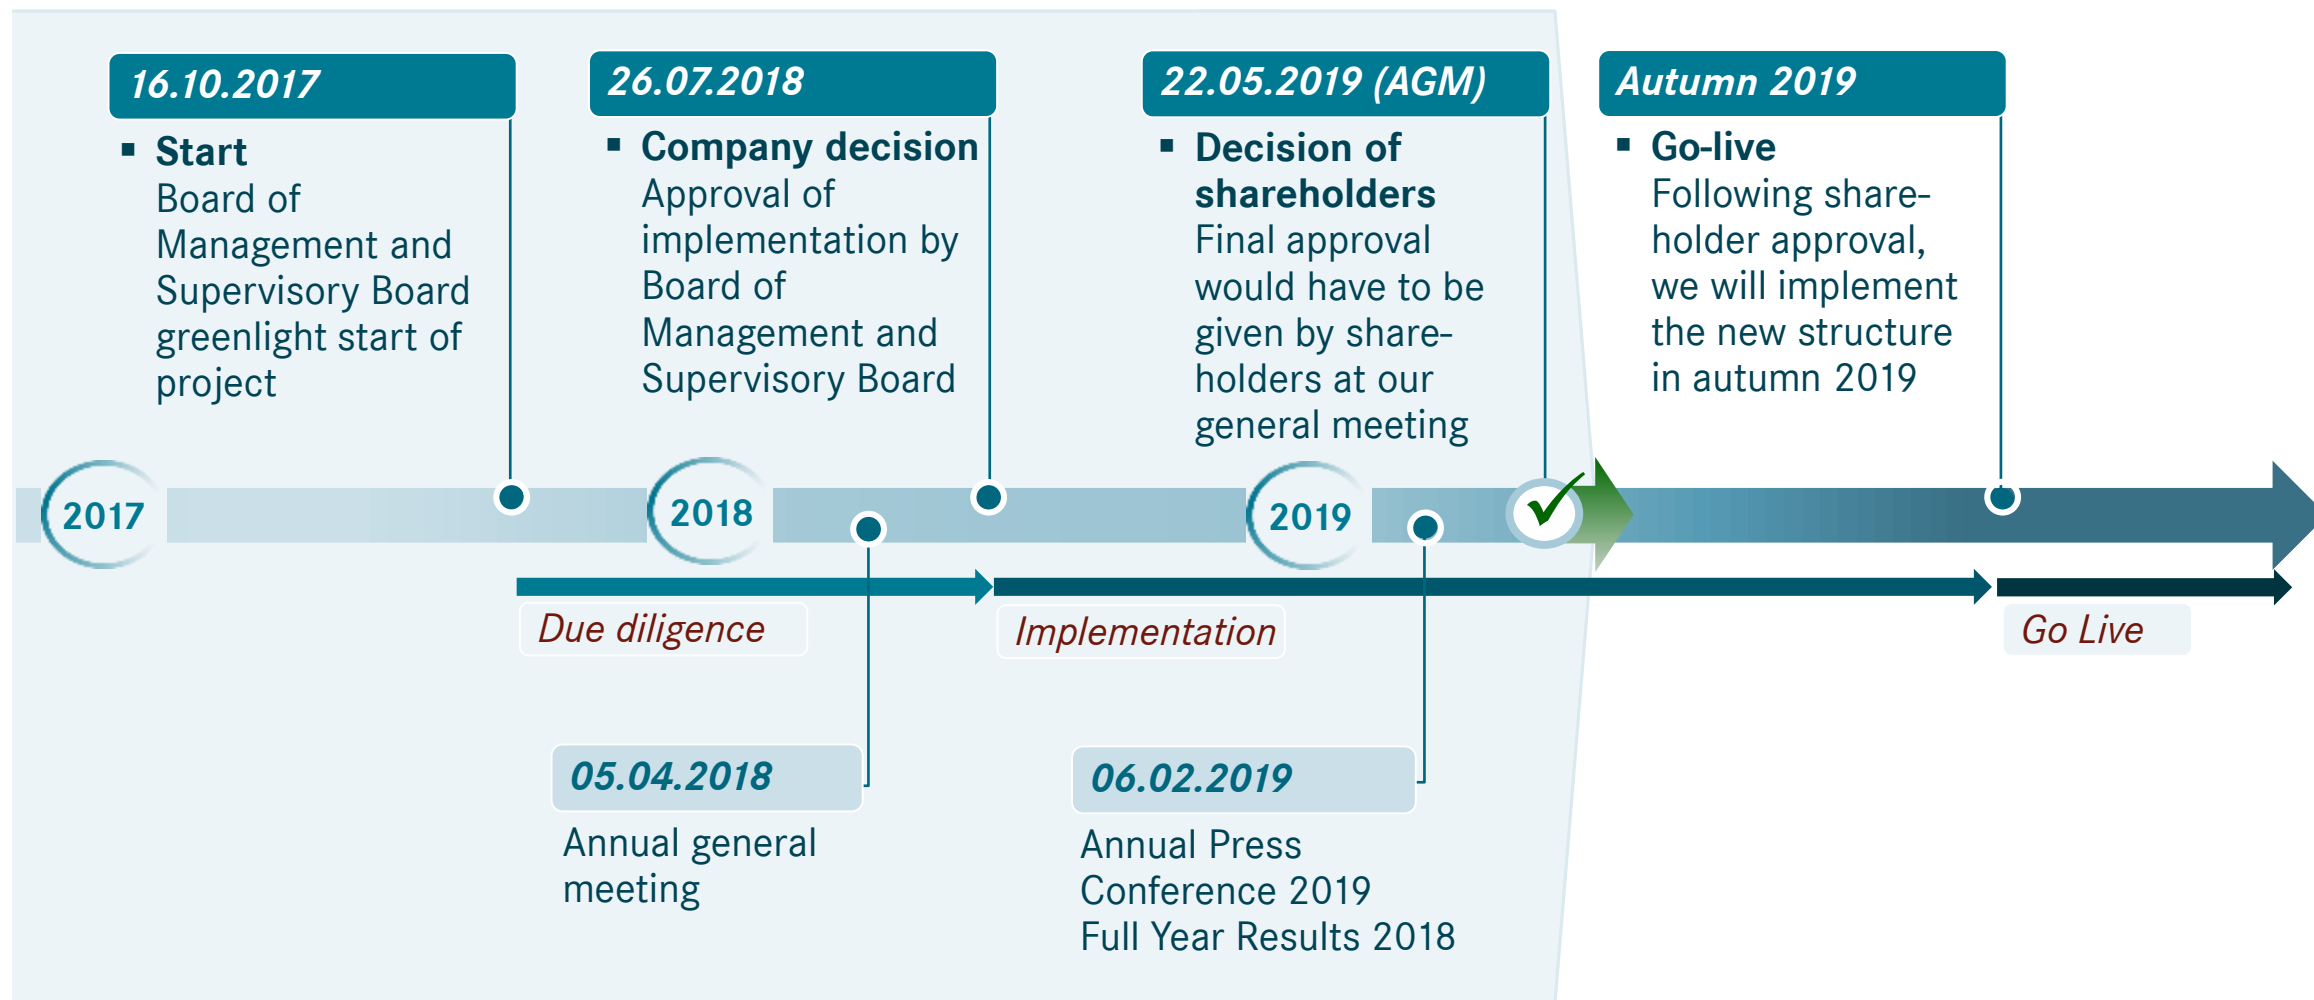 16.10.2017
▪ Start
Board of
Management and
Supervisory Board
greenlight start of
project
26.07.2018
▪ Company decision
Approval of
implementation by
Board of
Management and
Supervisory Board
22.05.2019 (AGM)
▪ Decision of
shareholders
Final approval
would have to be
given by share-
holders at our
general meeting
Autumn 2019
▪ Go-live
Following share-
holder approval,
we will implement
the new structure
in autumn 2019
2017
2018
2019
Due diligence
Implementation
Go Live
05.04.2018
Annual general
meeting
06.02.2019
Annual Press
Conference 2019
Full Year Results 2018